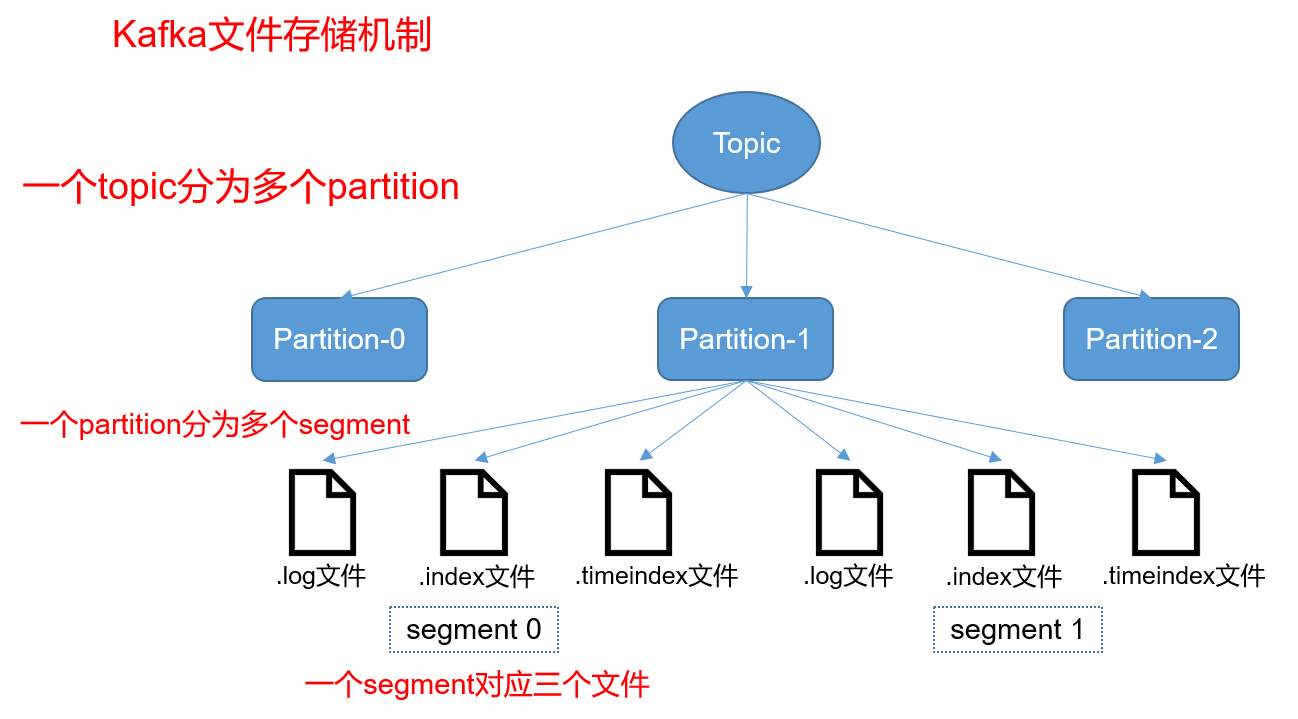 Kafka文件存储机制
Topic
一个topic分为多个partition
Partition-0
Partition-1
Partition-2
一个partition分为多个segment
.log文件
.index文件
.timeindex文件
.log文件
.index文件
.timeindex文件
segment 0
segment 1
一个segment对应三个文件